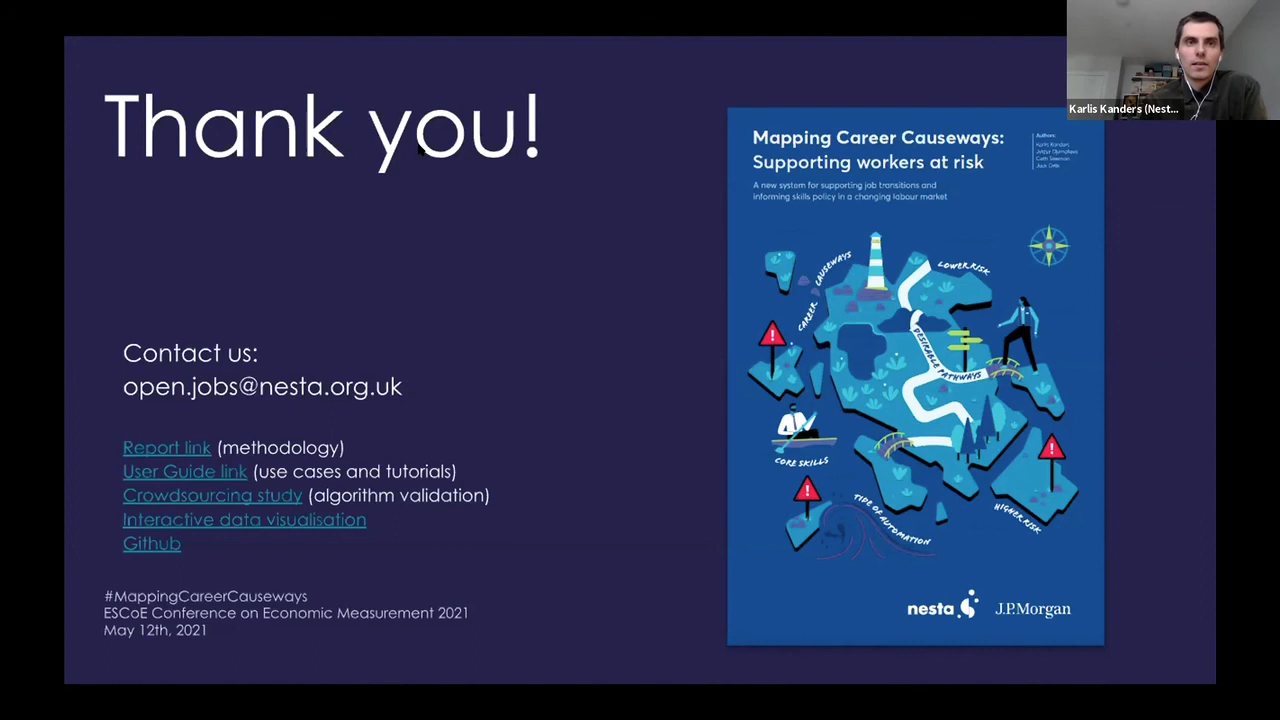 Thank you!
Contact us:
open.jobs@nesta.org.uk
Report link (methodology)
User Guide link (use cases and tutorials)
Crowdsourcing study (algorithm validation)
Interactive data visualisation
Github
#MappingCareerCauseways
ESCoE Conference on Economic Measurement 2021
May 12th, 2021
Mapping Career Causeways:
Supporting workers at risk
A new system for supporting job transitions and
informing skills policy in a changing labour market
Authors:
Karlis Kanders
CAREER CAUSEWAYS
LOWER RISK
DESIRABLE PATHWAYS
!
CORE SKILLS
!
!
TIDE OF AUTOMATION
HIGHER RISK
nesta
J.P.Morgan
Karlis Kanders (Nest...